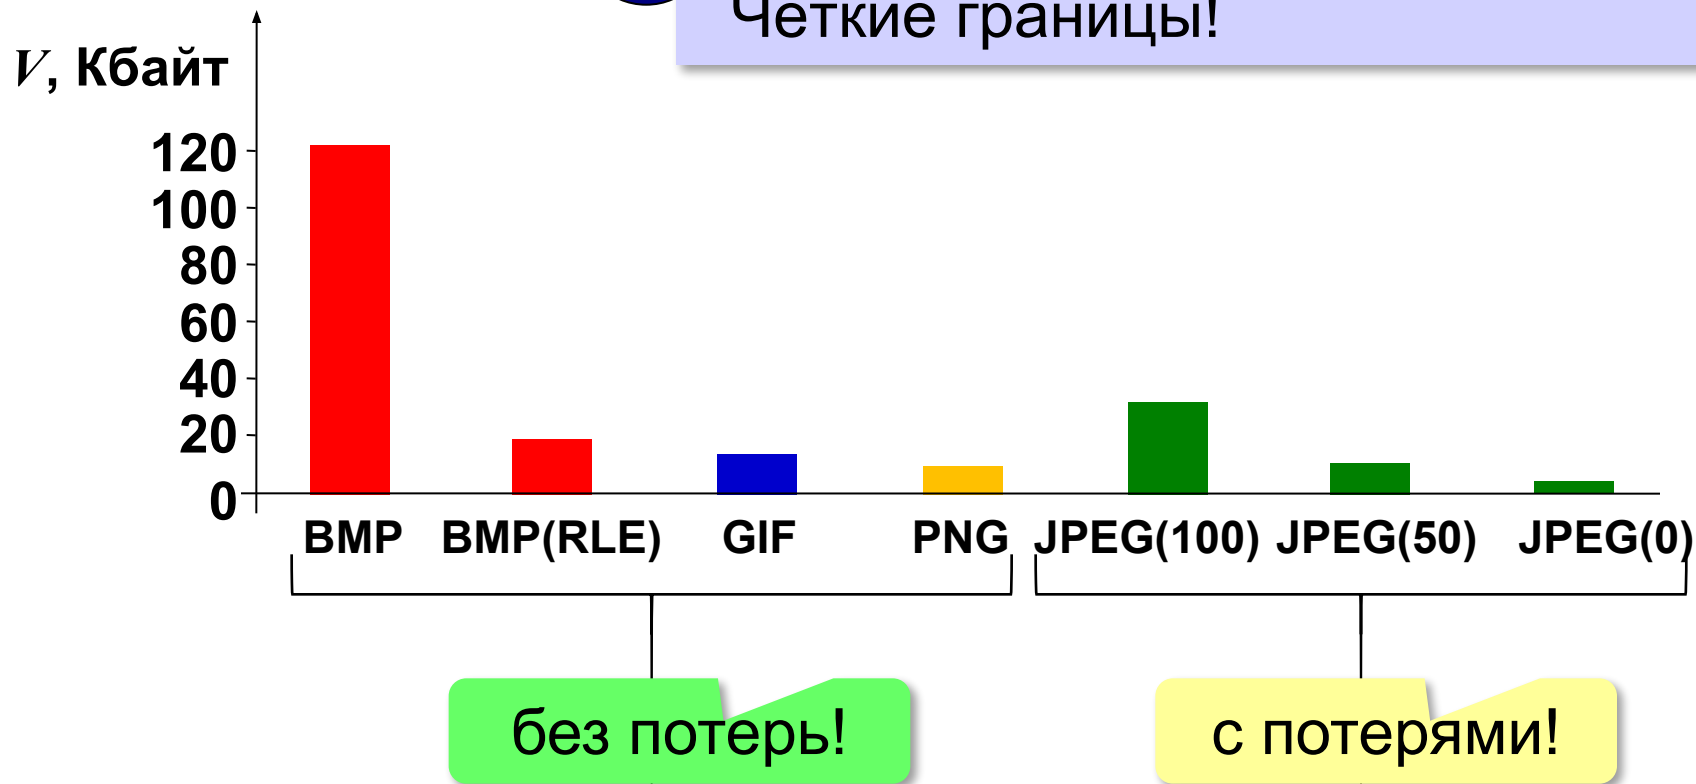 Четкие границы!
V, Кбайт
120
100
80
60
40
20
0
BMP BMP(RLE) GIF PNG JPEG(100) JPEG(50) JPEG(0)
без потерь! с потерями!